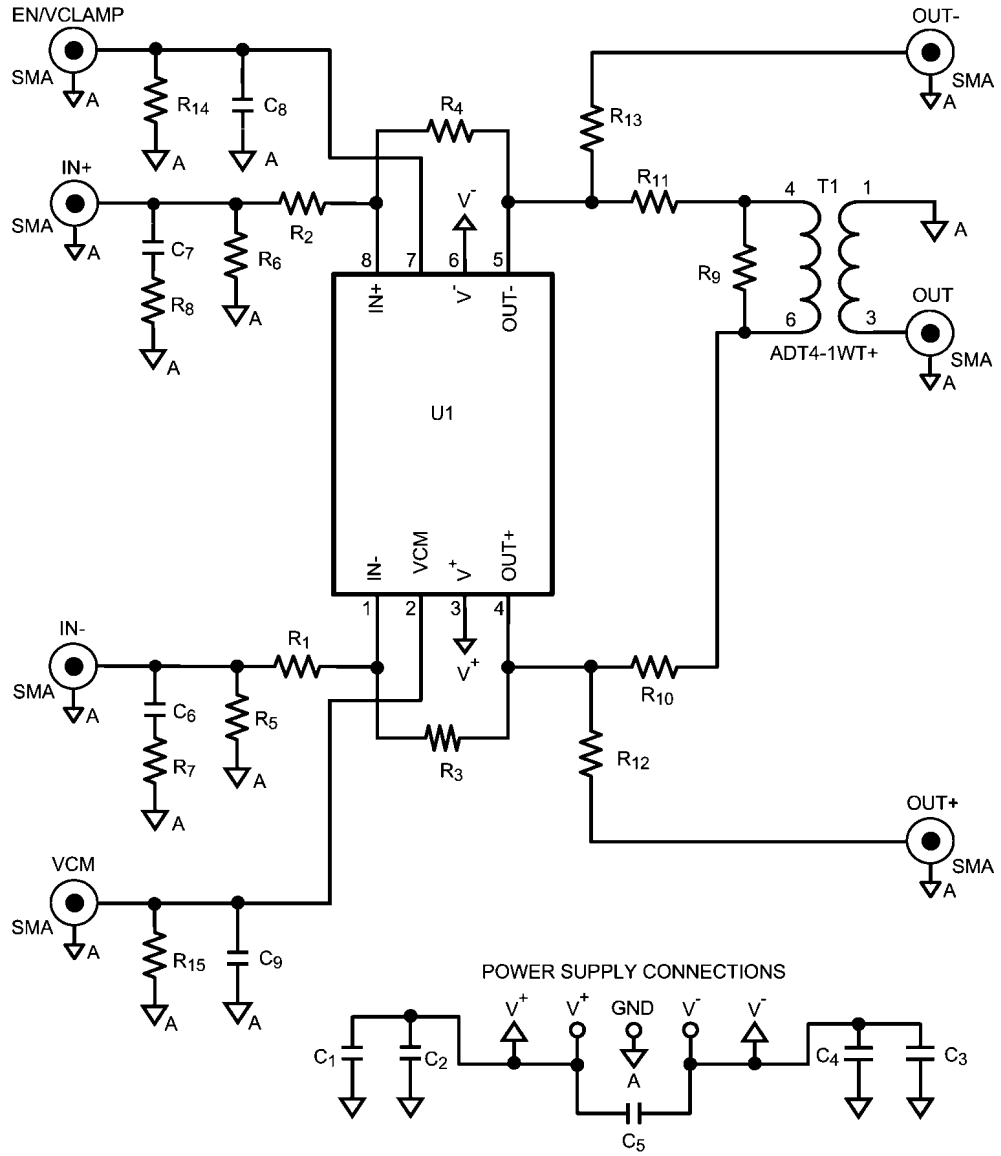 EN/VCLAMP
SMA
A
R14
A
C8
A
IN+
SMA
A
C7
R8
A
R6
A
R2
R4
V-
8
7
6
5
IN+
V-
OUT-
U1
IN-
VCM
V+
OUT+
1
2
3
4
V+
OUT-
SMA
A
R13
R11
R9
4
T1
1
A
6
3
ADT4-1WT+
OUT
SMA
A
IN-
SMA
A
R1
C6
R7
A
R5
A
R3
R10
R12
OUT+
SMA
A
VCM
SMA
A
R15
A
C9
A
POWER SUPPLY CONNECTIONS
V+
V+
GND
V-
V-
C1
C2
A
C5
C4
C3